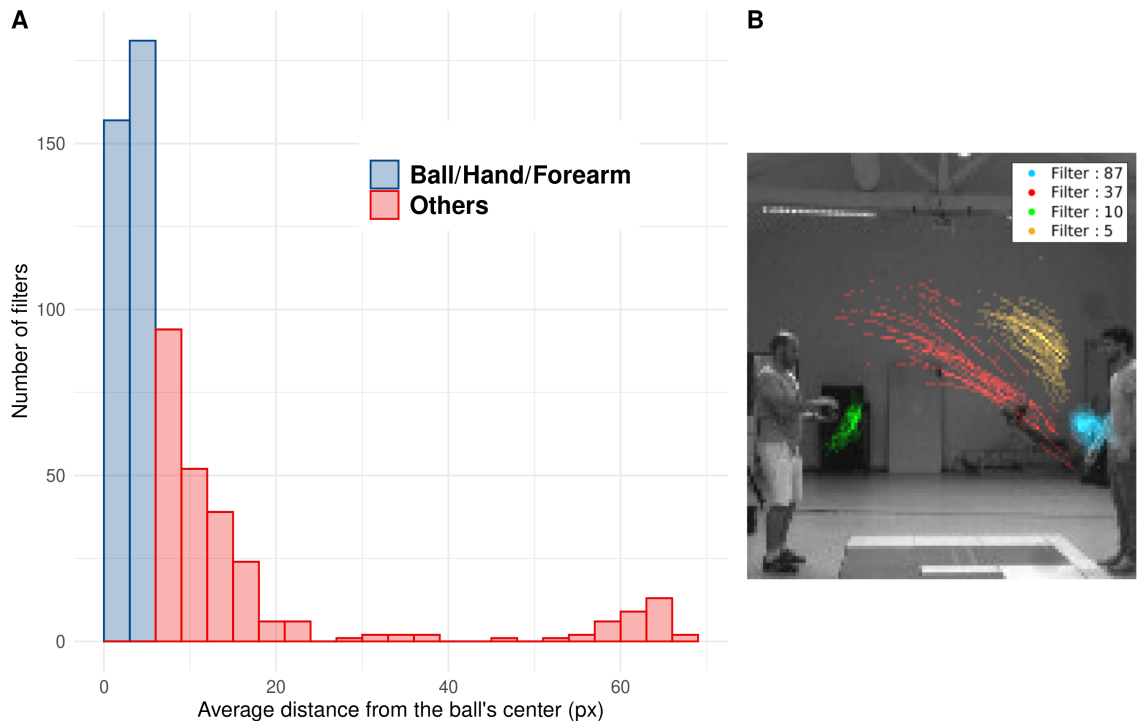 A
Number of filters
150
100
50
0
0 20 40 60
Average distance from the ball's center (px)
Ball/Hand/Forearm
Others
B
Filter : 87
Filter : 37
Filter : 10
Filter : 5